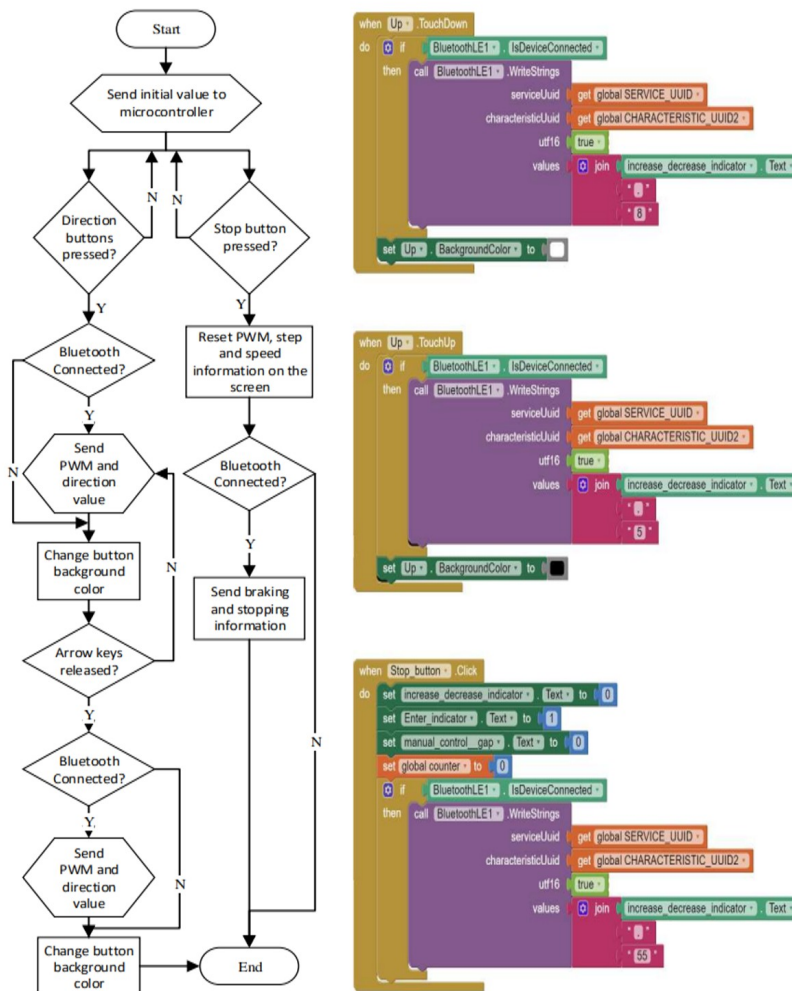 Start
Send initial value to
microcontroller
N
N
Direction
buttons
pressed?
Stop button
pressed?
Y
Y
Bluetooth
Connected?
Reset PWM, step
and speed
information on the
screen
Y
N
Send
PWM and
direction
value
Bluetooth
Connected?
N
Y
N
Change button
background
color
Send braking
and stopping
information
Arrow keys
released?
Y
Bluetooth
Connected?
Y
N
Send
PWM and
direction
value
Change button
background
color
End
when Up .TouchDown
do if BluetoothLE1 . IsDeviceConnected
then call BluetoothLE1 .WriteStrings
serviceUuid get global SERVICE_UUID
characteristicUuid get global CHARACTERISTIC_UUID2
utf16 true
values join increase_decrease_indicator . Text
" . "
" 8 "
set Up . BackgroundColor to
when Up .TouchUp
do if BluetoothLE1 . IsDeviceConnected
then call BluetoothLE1 .WriteStrings
serviceUuid get global SERVICE_UUID
characteristicUuid get global CHARACTERISTIC_UUID2
utf16 true
values join increase_decrease_indicator . Text
" . "
" 5 "
set Up . BackgroundColor to
when Stop_button .Click
do set increase_decrease_indicator . Text to 0
set Enter_indicator . Text to 1
set manual_control__gap . Text to 0
set global counter to 0
if BluetoothLE1 . IsDeviceConnected
then call BluetoothLE1 .WriteStrings
serviceUuid get global SERVICE_UUID
characteristicUuid get global CHARACTERISTIC_UUID2
utf16 true
values join increase_decrease_indicator . Text
" . "
" 55 "